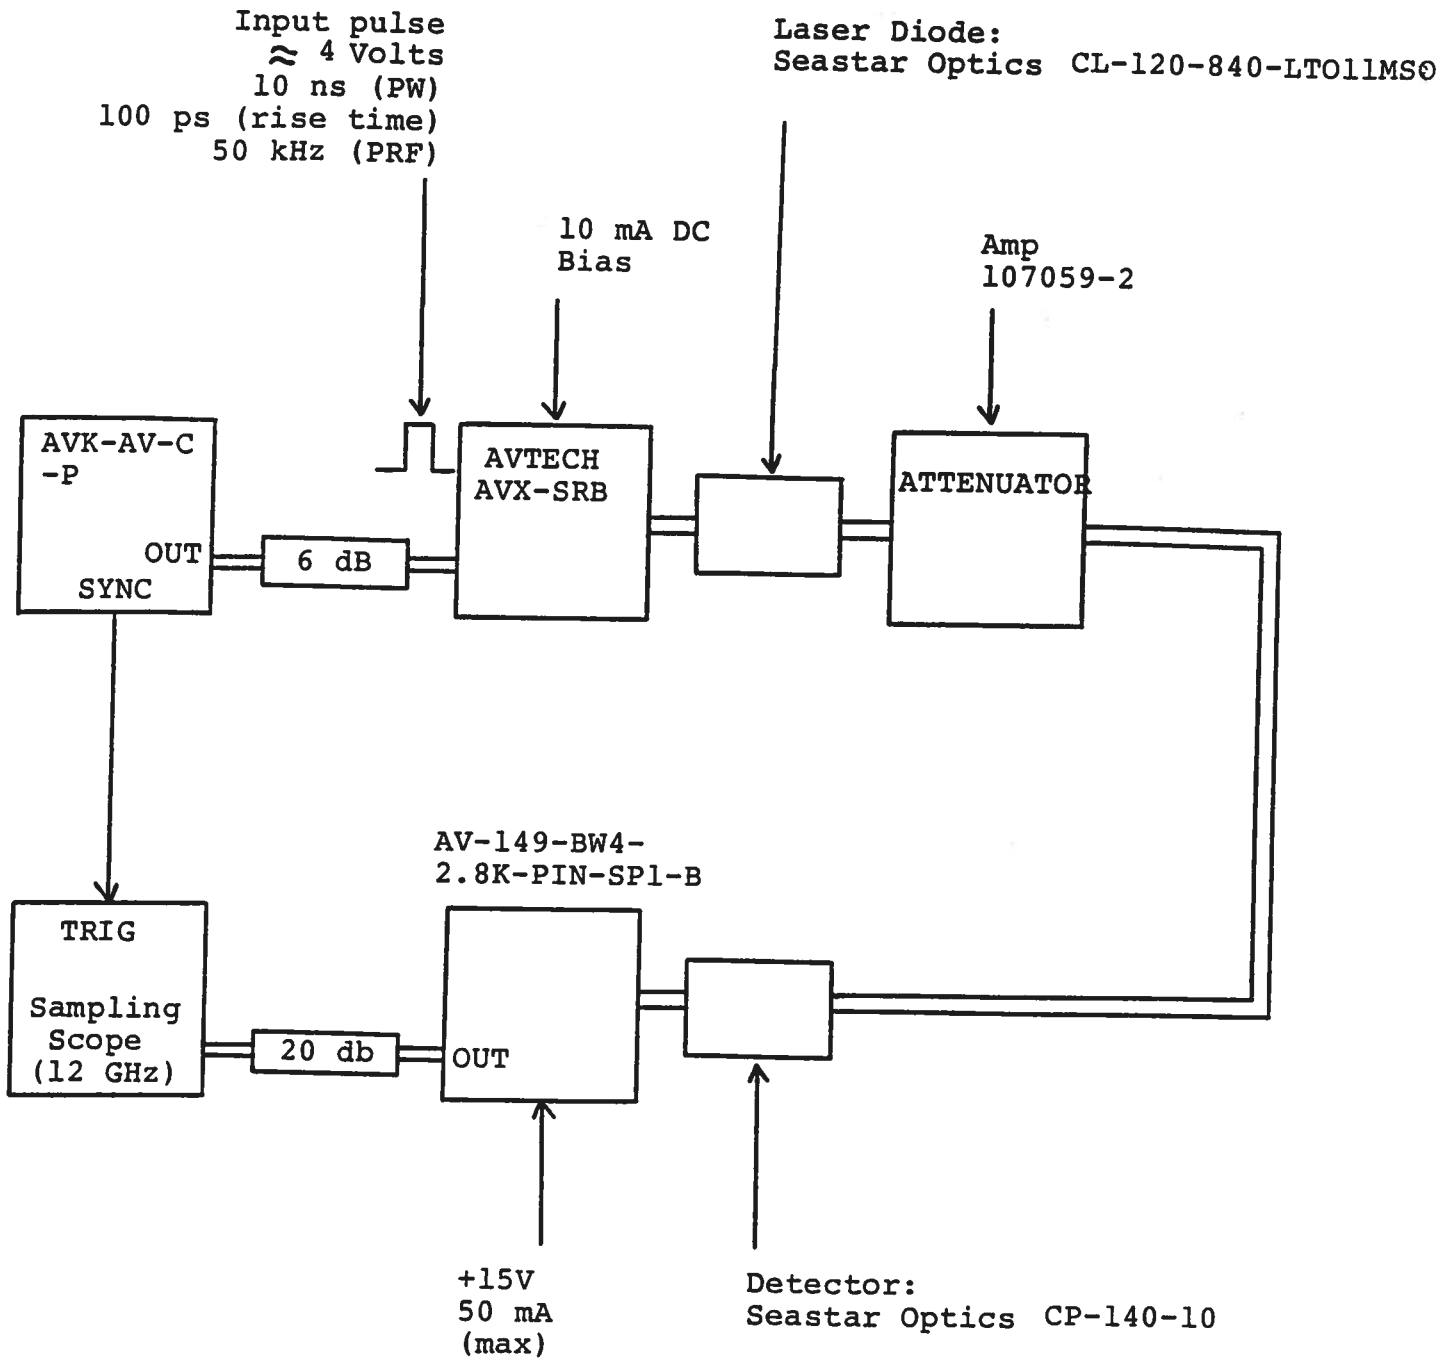 Input pulse
≈ 4 Volts
10 ns (PW)
100 ps (rise time)
50 kHz (PRF)
Laser Diode:
Seastar Optics CL-120-840-LTO11MSO
10 mA DC
Bias
Amp
107059-2
AVK-AV-C
-P
OUT
SYNC
6 dB
AVTECH
AVX-SRB
ATTENUATOR
AV-149-BW4-
2.8K-PIN-SP1-B
TRIG
Sampling
Scope
(12 GHz)
20 db
OUT
+15V
50 mA
(max)
Detector:
Seastar Optics CP-140-10